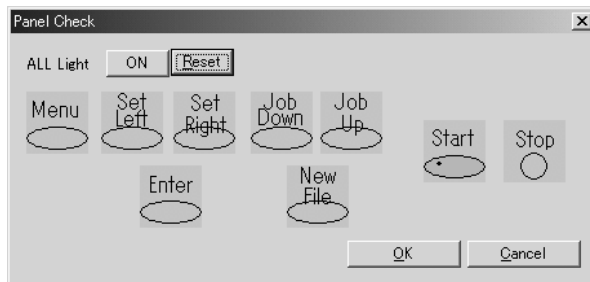 Panel Check
ALL Light ON Reset
Menu
Set
Left
Set
Right
Job
Down
Job
Up
Start
Stop
Enter
New
File
OK Cancel